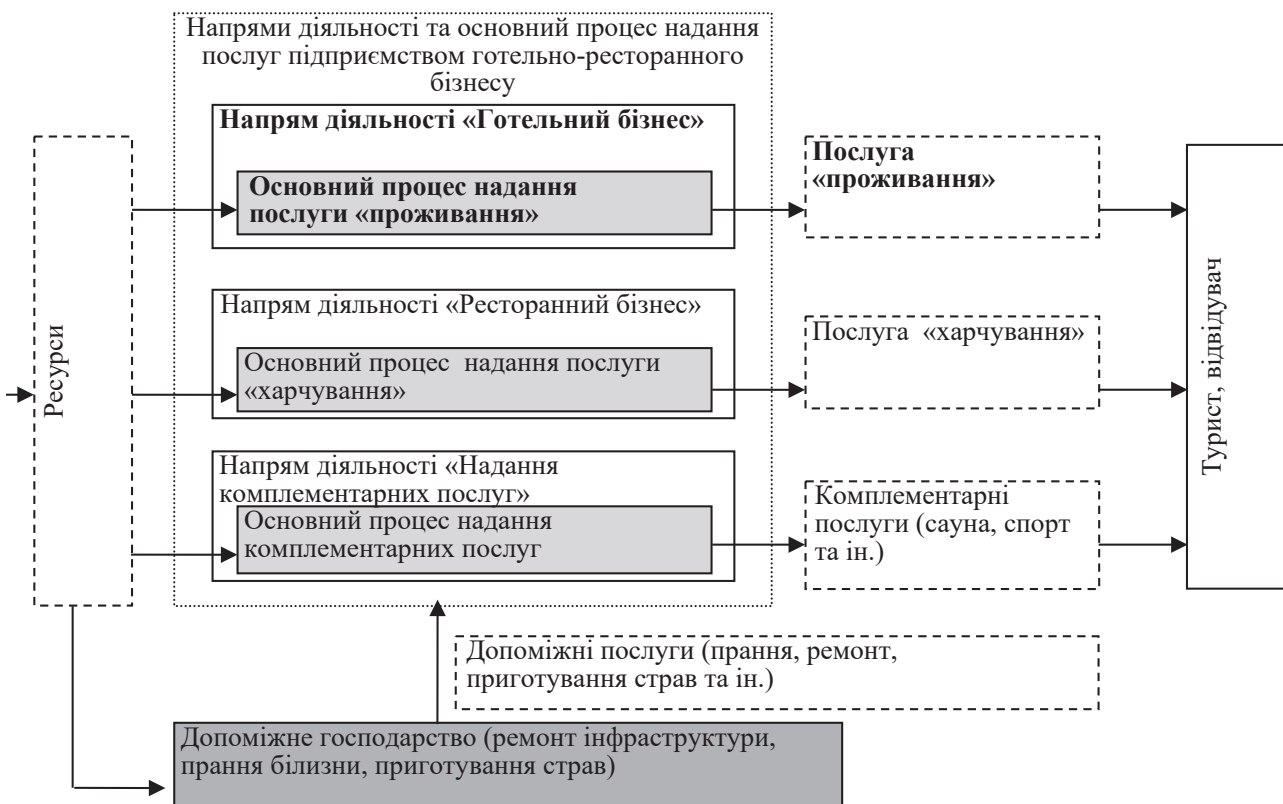 Напрями діяльності та основний процес надання
послуг підприємством готельно-ресторанного
бізнесу
Напрям діяльності «Готельний бізнес»
Основний процес надання
послуги «проживання»
Послуга
«проживання»
Ресурси
Напрям діяльності «Ресторанний бізнес»
Основний процес  надання послуги
«харчування»
Послуга  «харчування»
Турист, відвідувач
Напрям діяльності «Надання
комплементарних послуг»
Основний процес надання
комплементарних послуг
Комплементарні
послуги (сауна, спорт
та ін.)
Допоміжні послуги (прання, ремонт,
приготування страв та ін.)
Допоміжне господарство (ремонт інфраструктури,
прання білизни, приготування страв)